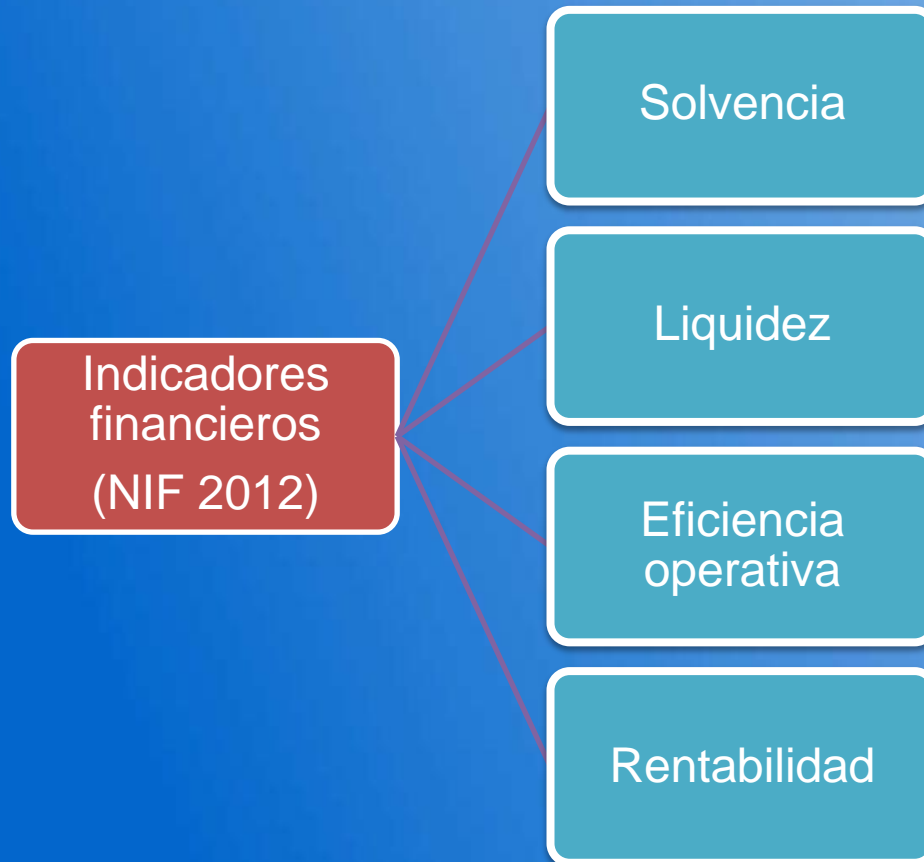 Indicadores
financieros
(NIF 2012)
Solvencia
Liquidez
Eficiencia
operativa
Rentabilidad